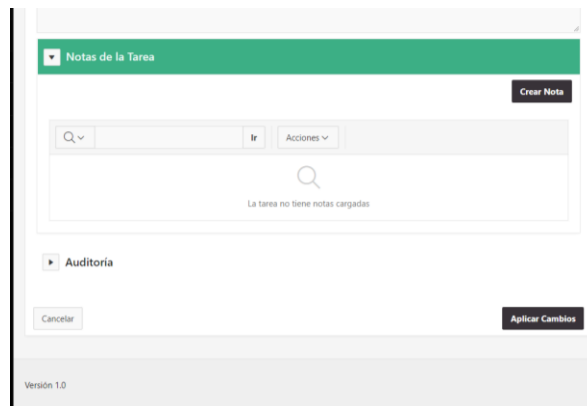 Notas de la Tarea
Crear Nota
Ir
Acciones
La tarea no tiene notas cargadas
Auditoría
Cancelar
Aplicar Cambios
Versión 1.0